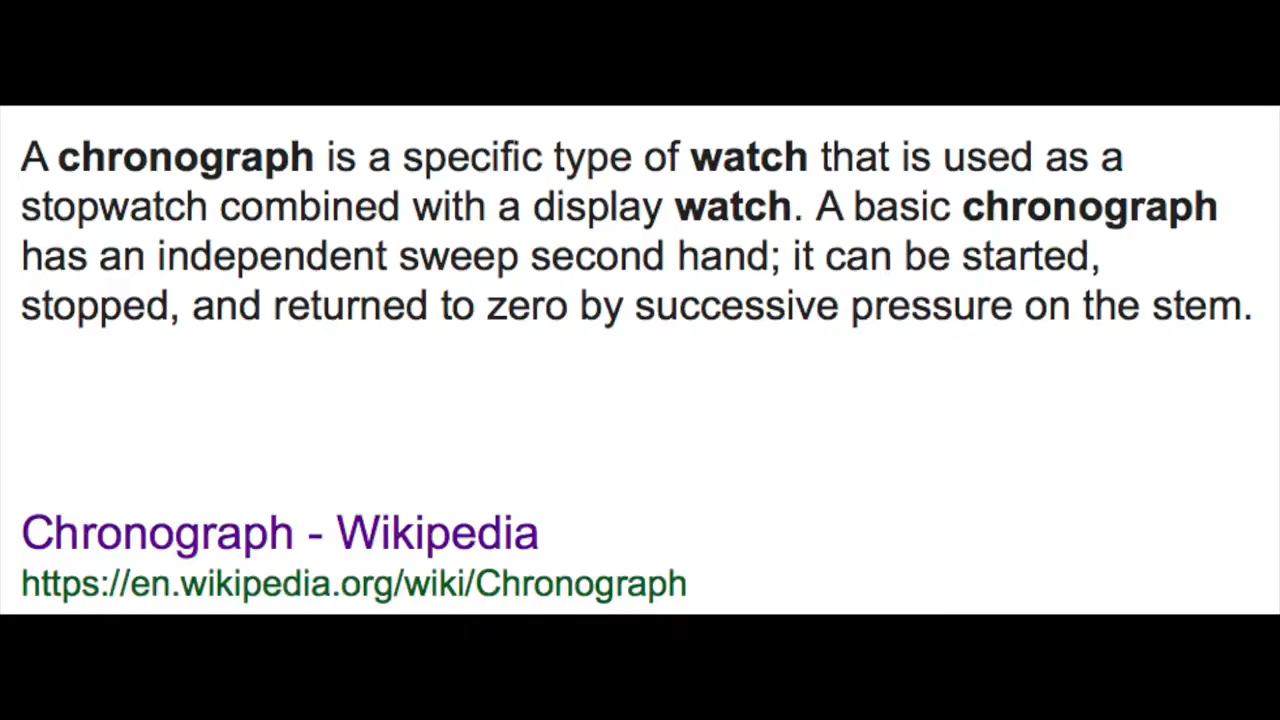 A chronograph is a specific type of watch that is used as a
stopwatch combined with a display watch. A basic chronograph
has an independent sweep second hand; it can be started,
stopped, and returned to zero by successive pressure on the stem.
Chronograph - Wikipedia
https://en.wikipedia.org/wiki/Chronograph